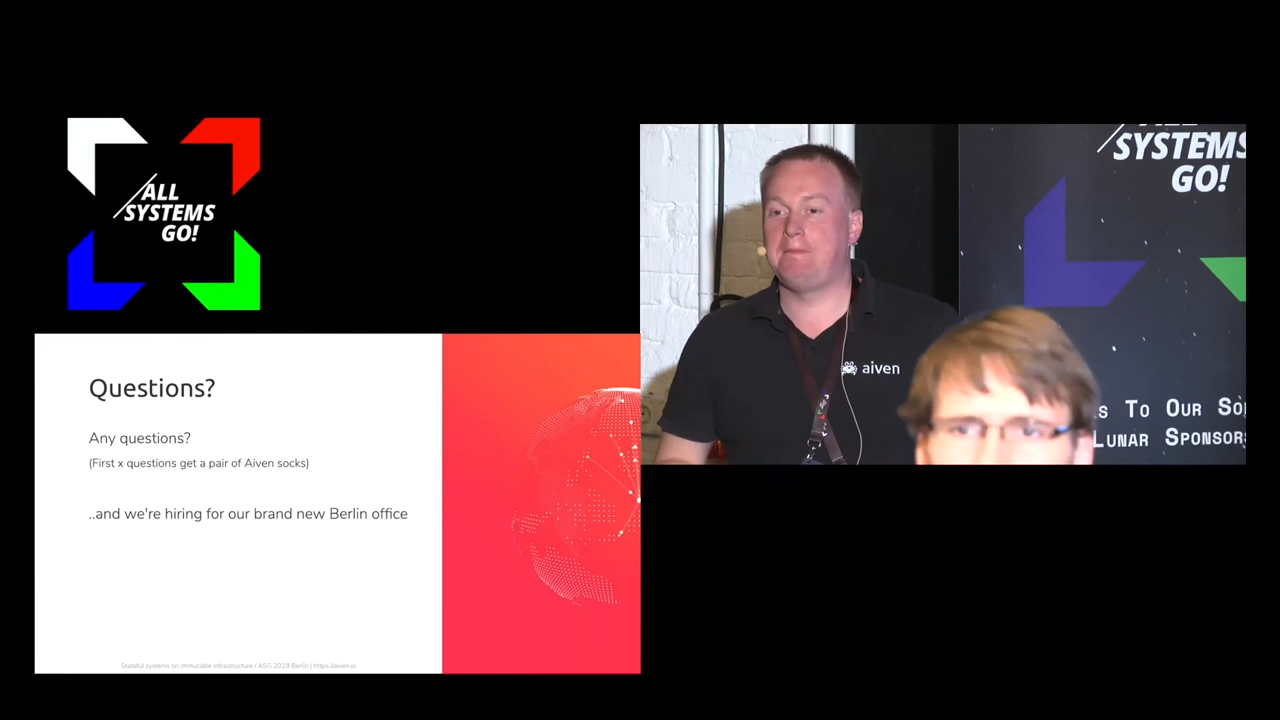 ALL
SYSTEMS
GO!
Questions?
Any questions?
(First x questions get a pair of Aiven socks)
..and we're hiring for our brand new Berlin office
Stateful systems on immutable infrastructure / ASG 2019 Berlin | https://aiven.io
SYSTEMS
GO!
aiven
s To Our
Lunar Sponsors